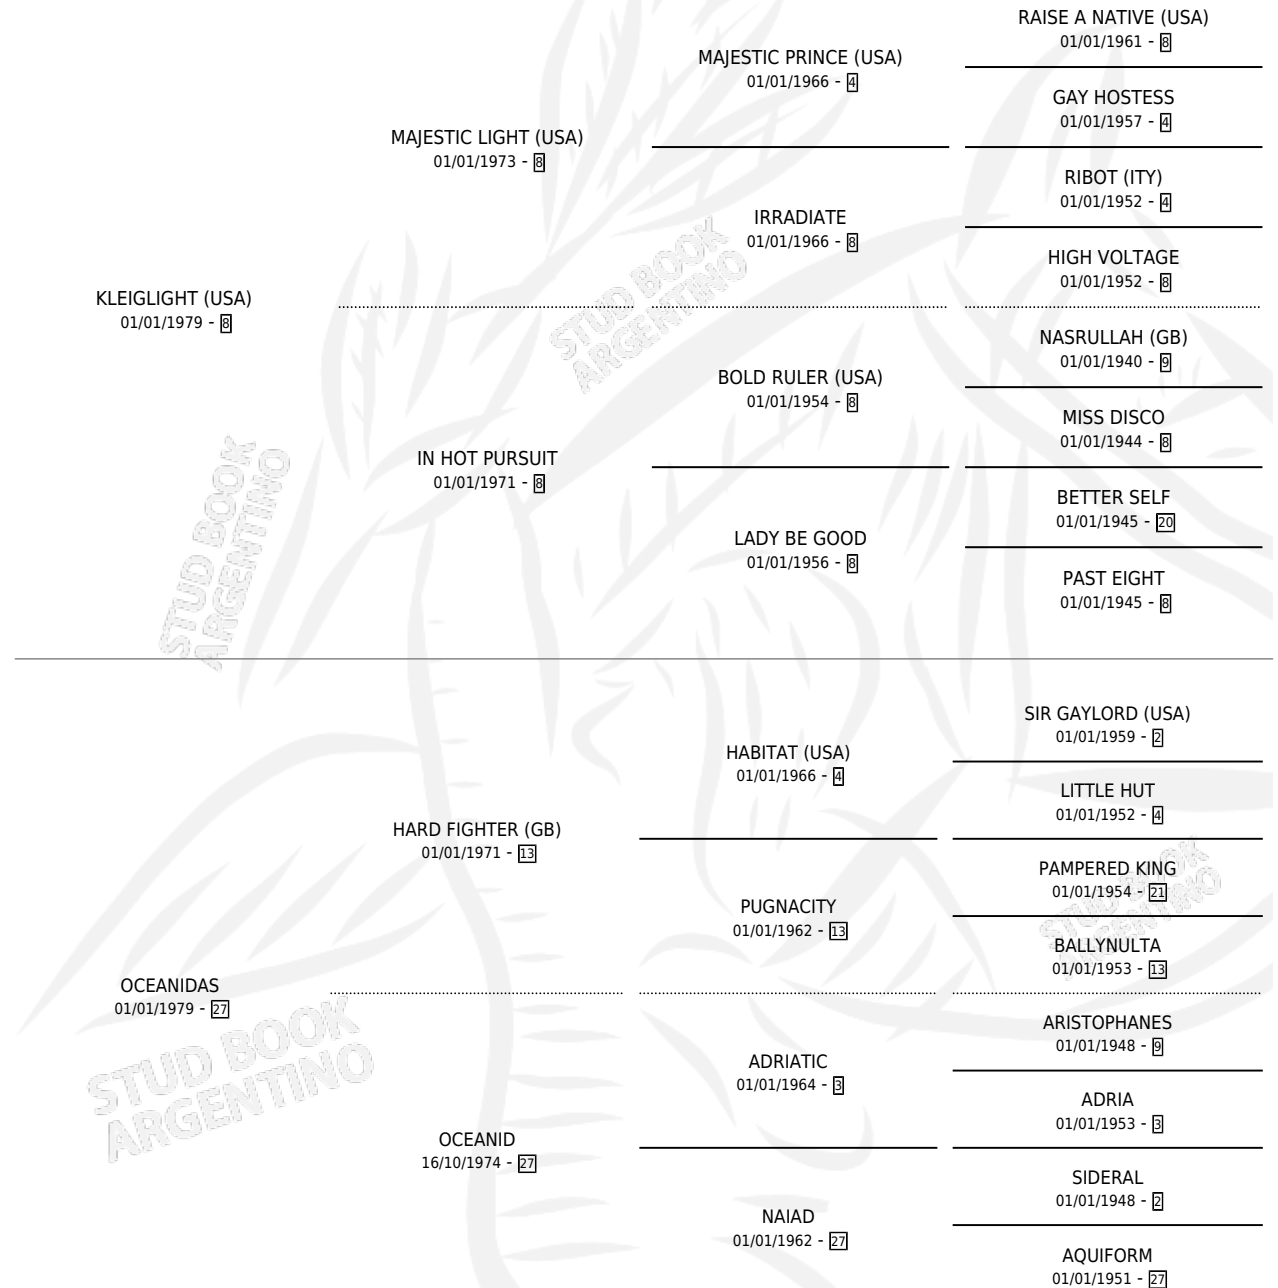 RAISE A NATIVE (USA)
01/01/1961 - 8
MAJESTIC PRINCE (USA)
01/01/1966 - 4
GAY HOSTESS
01/01/1957 - 4
MAJESTIC LIGHT (USA)
01/01/1973 - 8
RIBOT (ITY)
01/01/1952 - 4
IRRADIATE
01/01/1966 - 8
HIGH VOLTAGE
01/01/1952 - 8
KLEIGLIGHT (USA)
01/01/1979 - 8
STUD BOOK
ARGENTINO
NASRULLAH (GB)
01/01/1940 - 9
BOLD RULER (USA)
01/01/1954 - 8
MISS DISCO
01/01/1944 - 8
IN HOT PURSUIT
01/01/1971 - 8
BETTER SELF
01/01/1945 - 20
LADY BE GOOD
01/01/1956 - 8
PAST EIGHT
01/01/1945 - 8
STUD BOOK
ARGENTINO
SIR GAYLORD (USA)
01/01/1959 - 2
HABITAT (USA)
01/01/1966 - 4
LITTLE HUT
01/01/1952 - 4
HARD FIGHTER (GB)
01/01/1971 - 13
PAMPERED KING
01/01/1954 - 21
PUGNACITY
01/01/1962 - 13
BALLYNULTA
01/01/1953 - 13
STUD BOOK
ARGENTINO
OCEANIDAS
01/01/1979 - 27
ARISTOPHANES
01/01/1948 - 9
ADRIATIC
01/01/1964 - 3
ADRIA
01/01/1953 - 3
STUD BOOK
ARGENTINO
OCEANID
16/10/1974 - 27
SIDERAL
01/01/1948 - 2
NAIAD
01/01/1962 - 27
AQUIFORM
01/01/1951 - 27